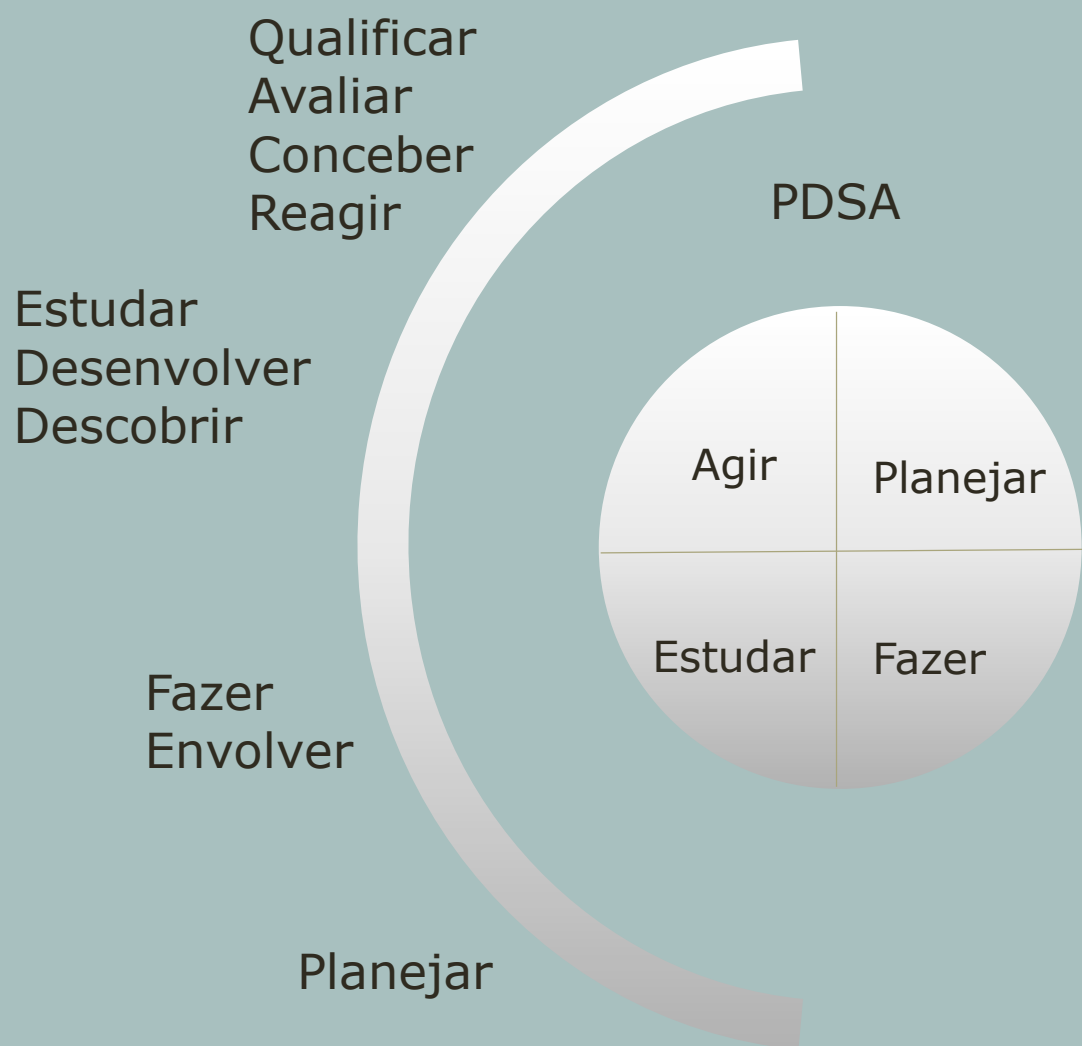 Qualificar
Avaliar
Conceber
Reagir
PDSA
Estudar
Desenvolver
Descobrir
Agir
Planejar
Estudar
Fazer
Fazer
Envolver
Planejar